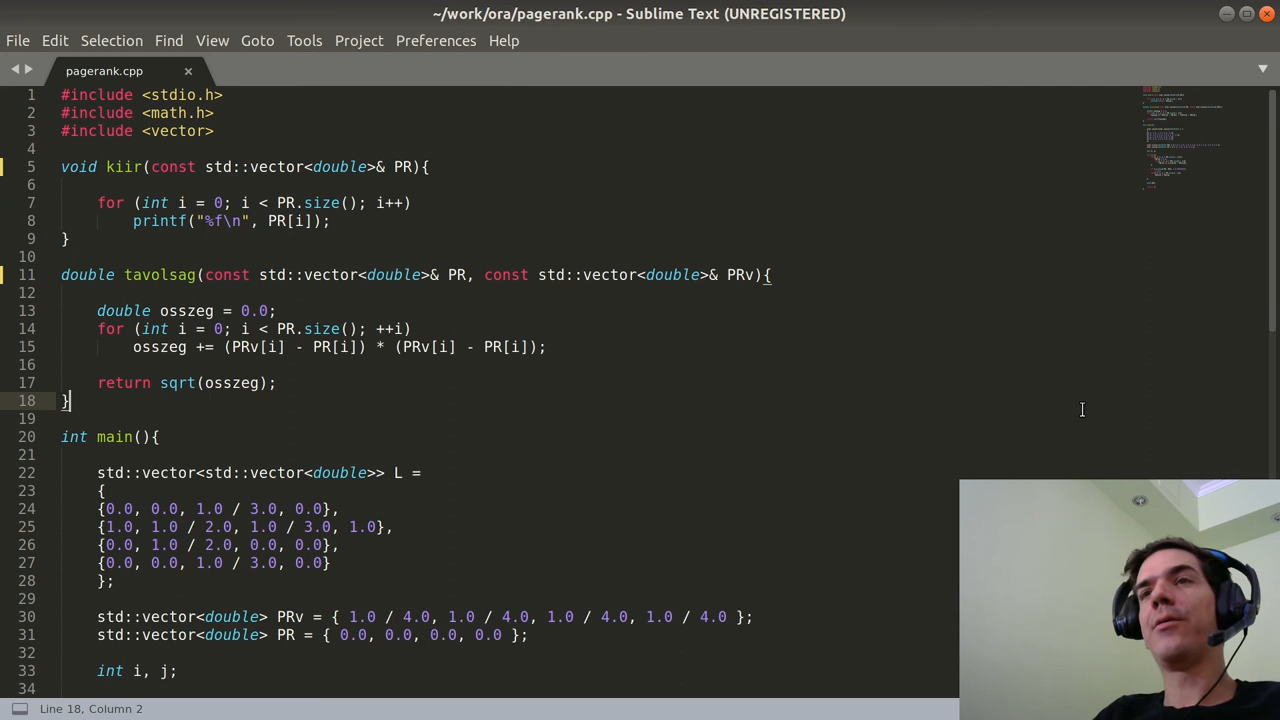 ~/work/ora/pagerank.cpp - Sublime Text (UNREGISTERED)
File Edit Selection Find View Goto Tools Project Preferences Help
pagerank.cpp
1 #include <stdio.h>
2 #include <math.h>
3 #include <vector>
4
5 void kiir(const std::vector<double>& PR){
6
7 for (int i = 0; i < PR.size(); i++)
8 printf("%f\n", PR[i]);
9 }
10
11 double tavolsag(const std::vector<double>& PR, const std::vector<double>& PRv){
12
13 double osszeg = 0.0;
14 for (int i = 0; i < PR.size(); ++i)
15 osszeg += (PRv[i] - PR[i]) * (PRv[i] - PR[i]);
16
17 return sqrt(osszeg);
18 }
19
20 int main(){
21
22 std::vector<std::vector<double>> L =
23 {
24 {0.0, 0.0, 1.0 / 3.0, 0.0},
25 {1.0, 1.0 / 2.0, 1.0 / 3.0, 1.0},
26 {0.0, 1.0 / 2.0, 0.0, 0.0},
27 {0.0, 0.0, 1.0 / 3.0, 0.0}
28 };
29
30 std::vector<double> PRv = { 1.0 / 4.0, 1.0 / 4.0, 1.0 / 4.0, 1.0 / 4.0 };
31 std::vector<double> PR = { 0.0, 0.0, 0.0, 0.0 };
32
33 int i, j;
34
Line 18, Column 2